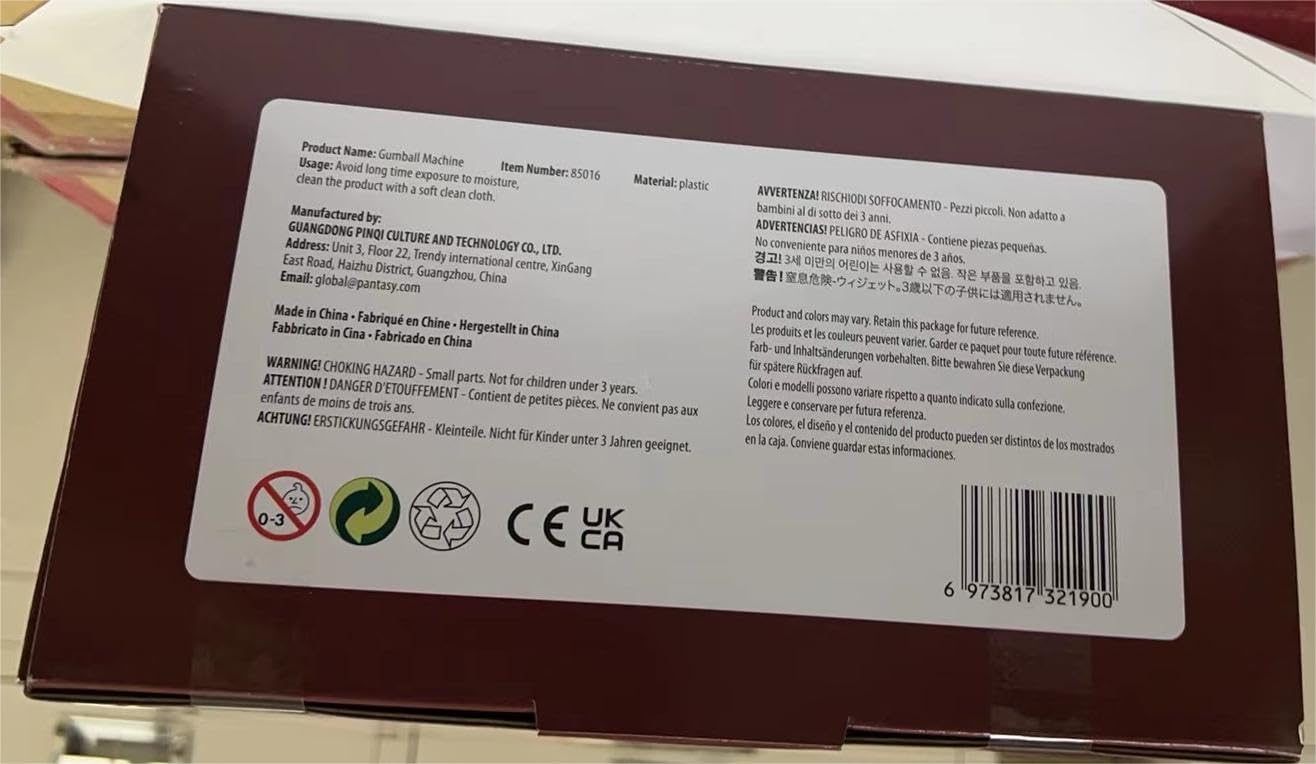 Product Name: Gumball Machine Item Number: 85016 Material: plastic
Usage: Avoid long time exposure to moisture,
clean the product with a soft clean cloth.
Manufactured by:
GUANGDONG PINQI CULTURE AND TECHNOLOGY CO., LTD.
Address: Unit 3, Floor 22, Trendy international centre, XinGang
East Road, Haizhu District, Guangzhou, China
Email: global@pantasy.com
Made in China • Fabriqué en Chine • Hergestellt in China
Fabbricato in Cina • Fabricado en China
WARNING! CHOKING HAZARD - Small parts. Not for children under 3 years.
ATTENTION ! DANGER D'ETOUFFEMENT - Contient de petites pièces. Ne convient pas aux
enfants de moins de trois ans.
ACHTUNG! ERSTICKUNGSGEFAHR - Kleinteile. Nicht für Kinder unter 3 Jahren geeignet.
0-3
CE
UK
CA
AVVERTENZA! RISCHIODI SOFFOCAMENTO - Pezzi piccoli. Non adatto a
bambini al di sotto dei 3 anni.
ADVERTENCIAS! PELIGRO DE ASFIXIA - Contiene piezas pequeñas.
No conveniente para niños menores de 3 años.
경고! 3세 미만의 어린이는 사용할 수 없음. 작은 부품을 포함하고 있음.
警告! 窒息危険-ウィジェット。3歳以下の子供には適用されません。
Product and colors may vary. Retain this package for future reference.
Les produits et les couleurs peuvent varier. Garder ce paquet pour toute future référence.
Farb- und Inhaltsänderungen vorbehalten. Bitte bewahren Sie diese Verpackung
für spätere Rückfragen auf.
Colori e modelli possono variare rispetto a quanto indicato sulla confezione.
Leggere e conservare per futura referenza.
Los colores, el diseño y el contenido del producto pueden ser distintos de los mostrados
en la caja. Conviene guardar estas informaciones.
6 973817 321900